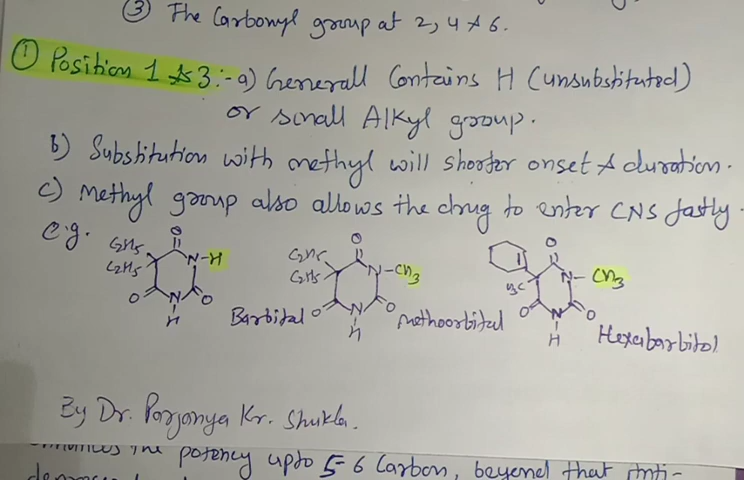 ③ The Carbonyl group at 2, 4 & 6.
① Position 1 & 3:- a) Generall Contains H (unsubstituted)
or small Alkyl group.
b) Substitution with methyl will shorter onset & duration.
c) Methyl group also allows the drug to enter CNS fastly.
e.g.
C2H5 C2H5 O N-H O N O H Barbital
C2H5 C2H5 O N-CH3 O N O H Methoorbital
H3C O N-CH3 O N O H Hexabarbitol
By Dr. Parjanya Kr. Shukla.
the potency upto 5-6 Carbon, beyend that